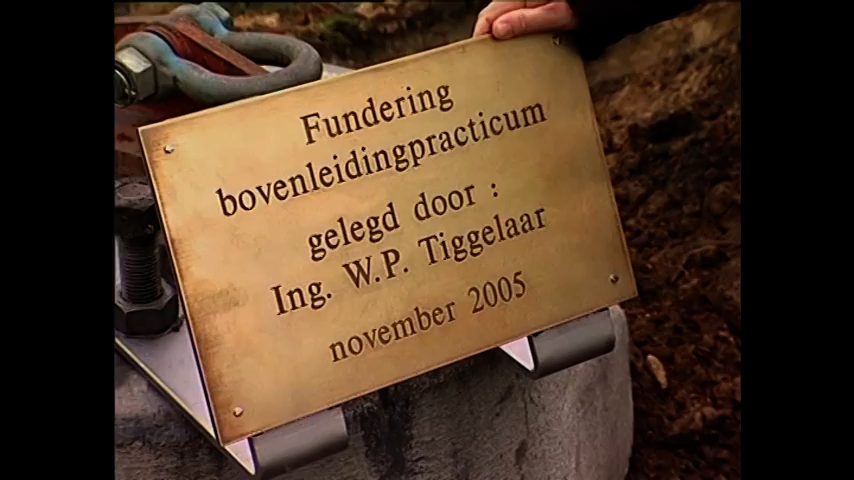 Fundering
bovenleidingpracticum
gelegd door :
Ing. W.P. Tiggelaar
november 2005